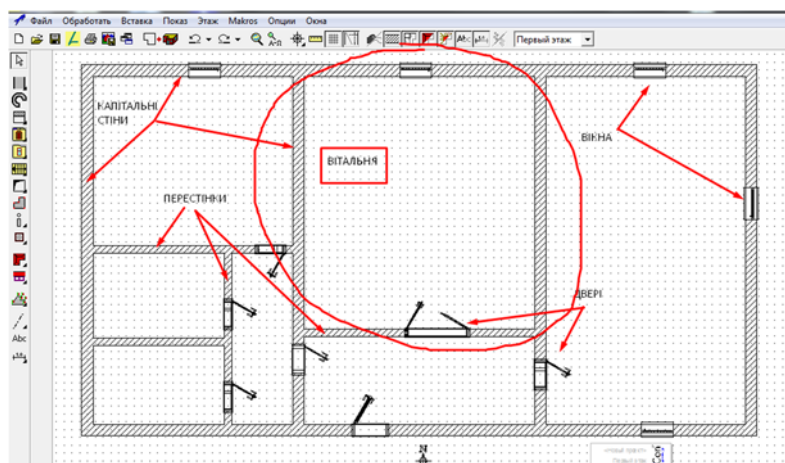 Файл Обработать Вставка Показ Этаж Makros Опции Окна
Первый этаж
КАПІТАЛЬНІ
СТІНИ
ВІТАЛЬНЯ
ВІКНА
ПЕРЕСТІНКИ
ДВЕРІ
Abc
N